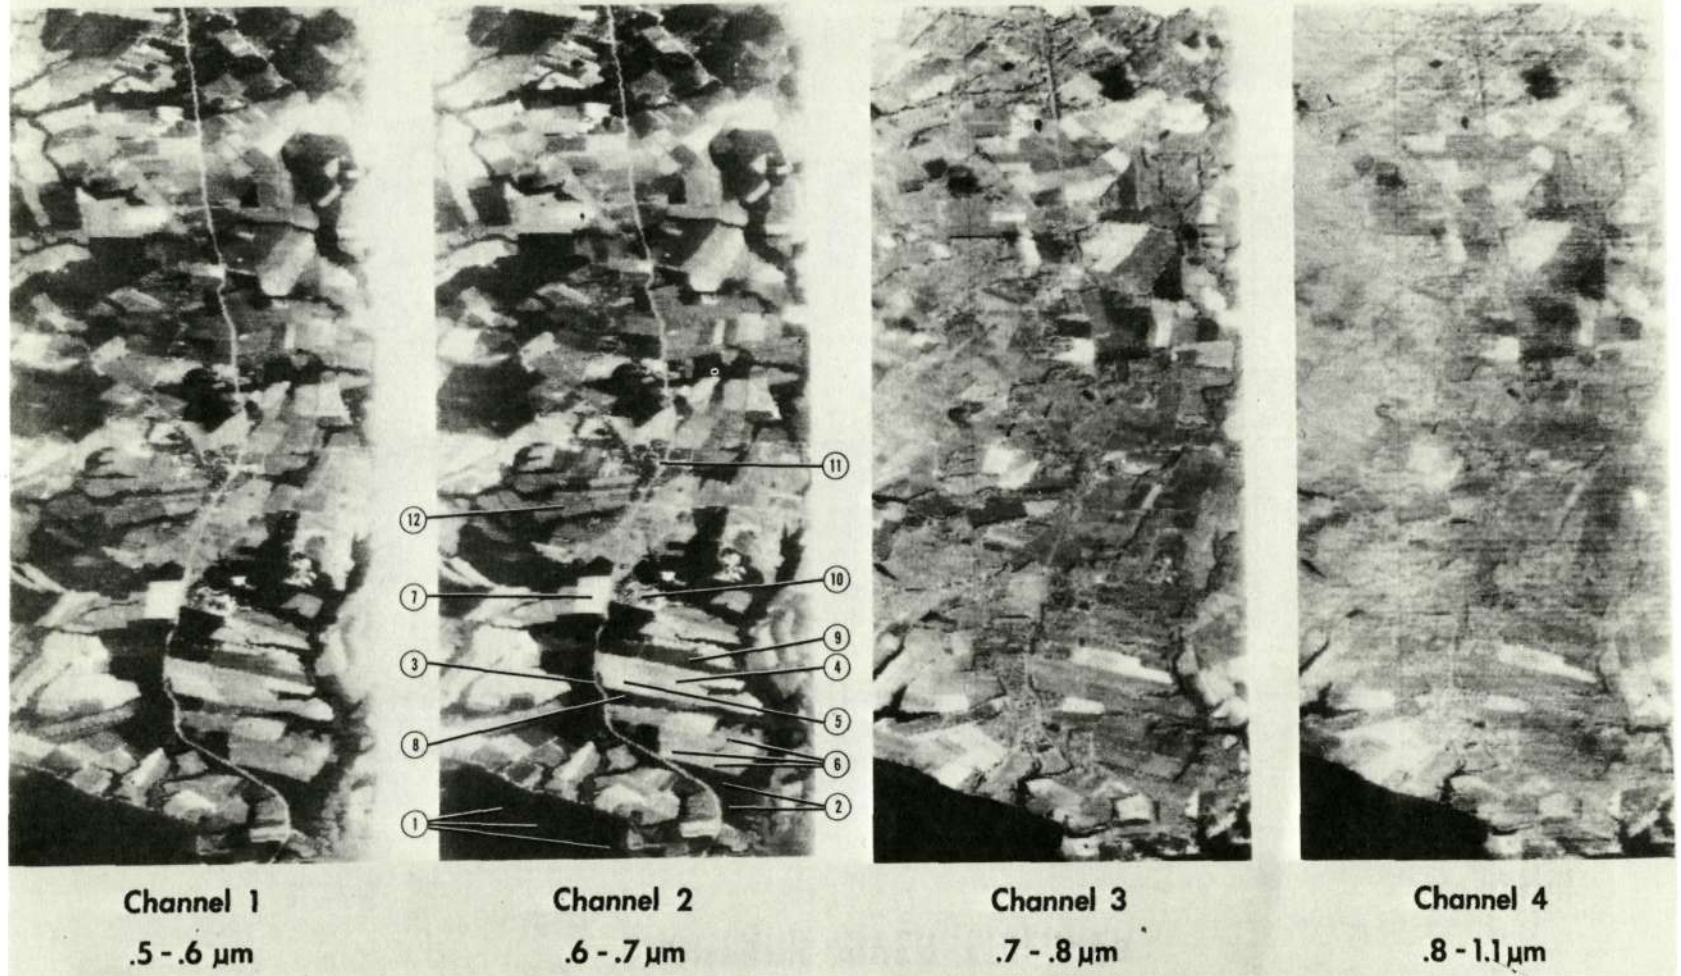 11
12
10
7
9
3
4
5
8
6
2
1
Channel 1
.5 - .6 µm
Channel 2
.6 - .7 µm
Channel 3
.7 - .8 µm
Channel 4
.8 - 1.1 µm